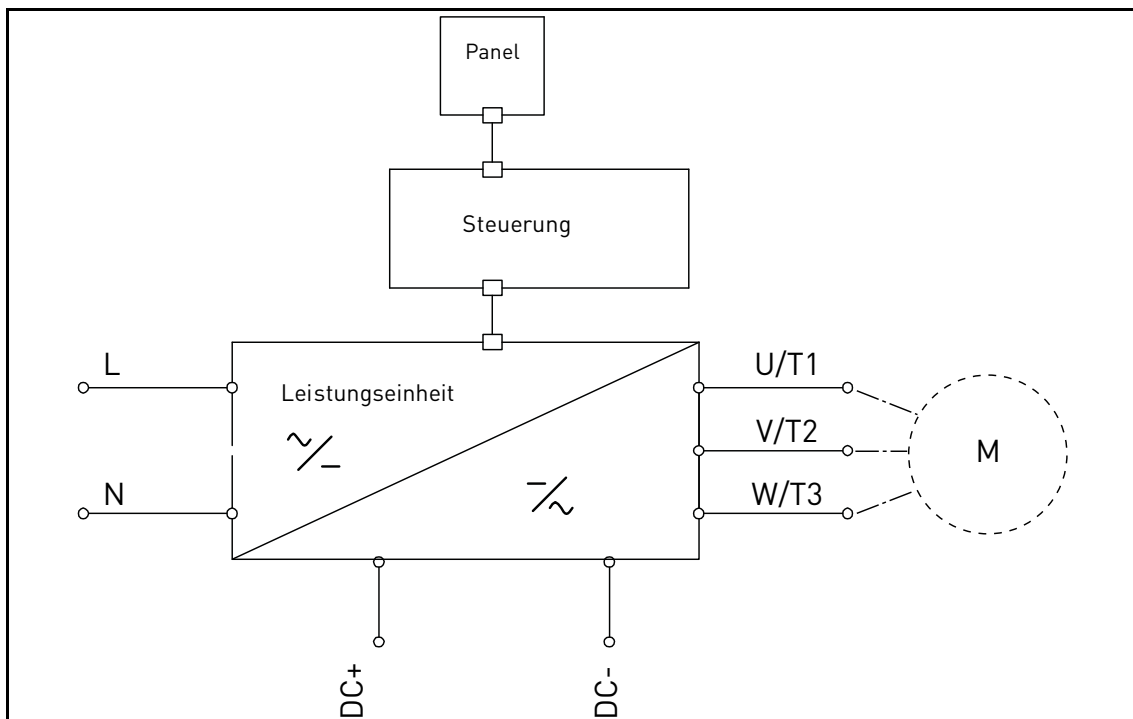 Panel
Steuerung
Leistungseinheit
L
N
U/T1
V/T2
W/T3
M
DC+
DC-